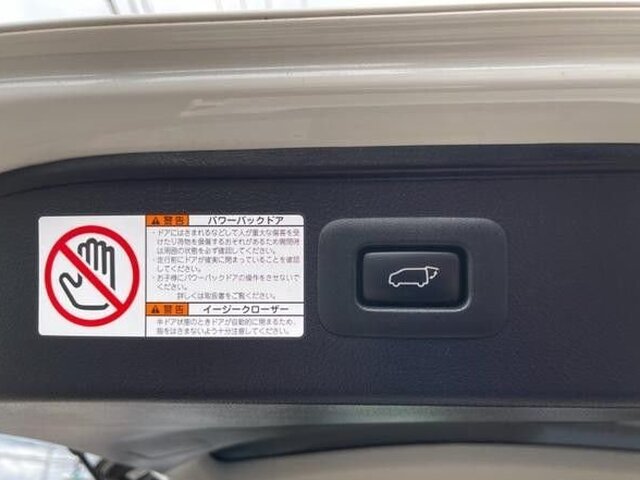 警告 パワーバックドア
・ドアにはさまれるなどして人が重大な傷害を受
けたり荷物を損傷するおそれがあるため開閉時
は周囲の状態を必ず確認してください。
・走行前にドアが確実に閉まっていることを確認
してください。
・お子様にパワーバックドアの操作をさせないで
ください。
詳しくは取扱書をご覧ください。
警告 イージークローザー
半ドア状態のときドアが自動的に閉まるため、
指をはさまないよう十分注意してください。